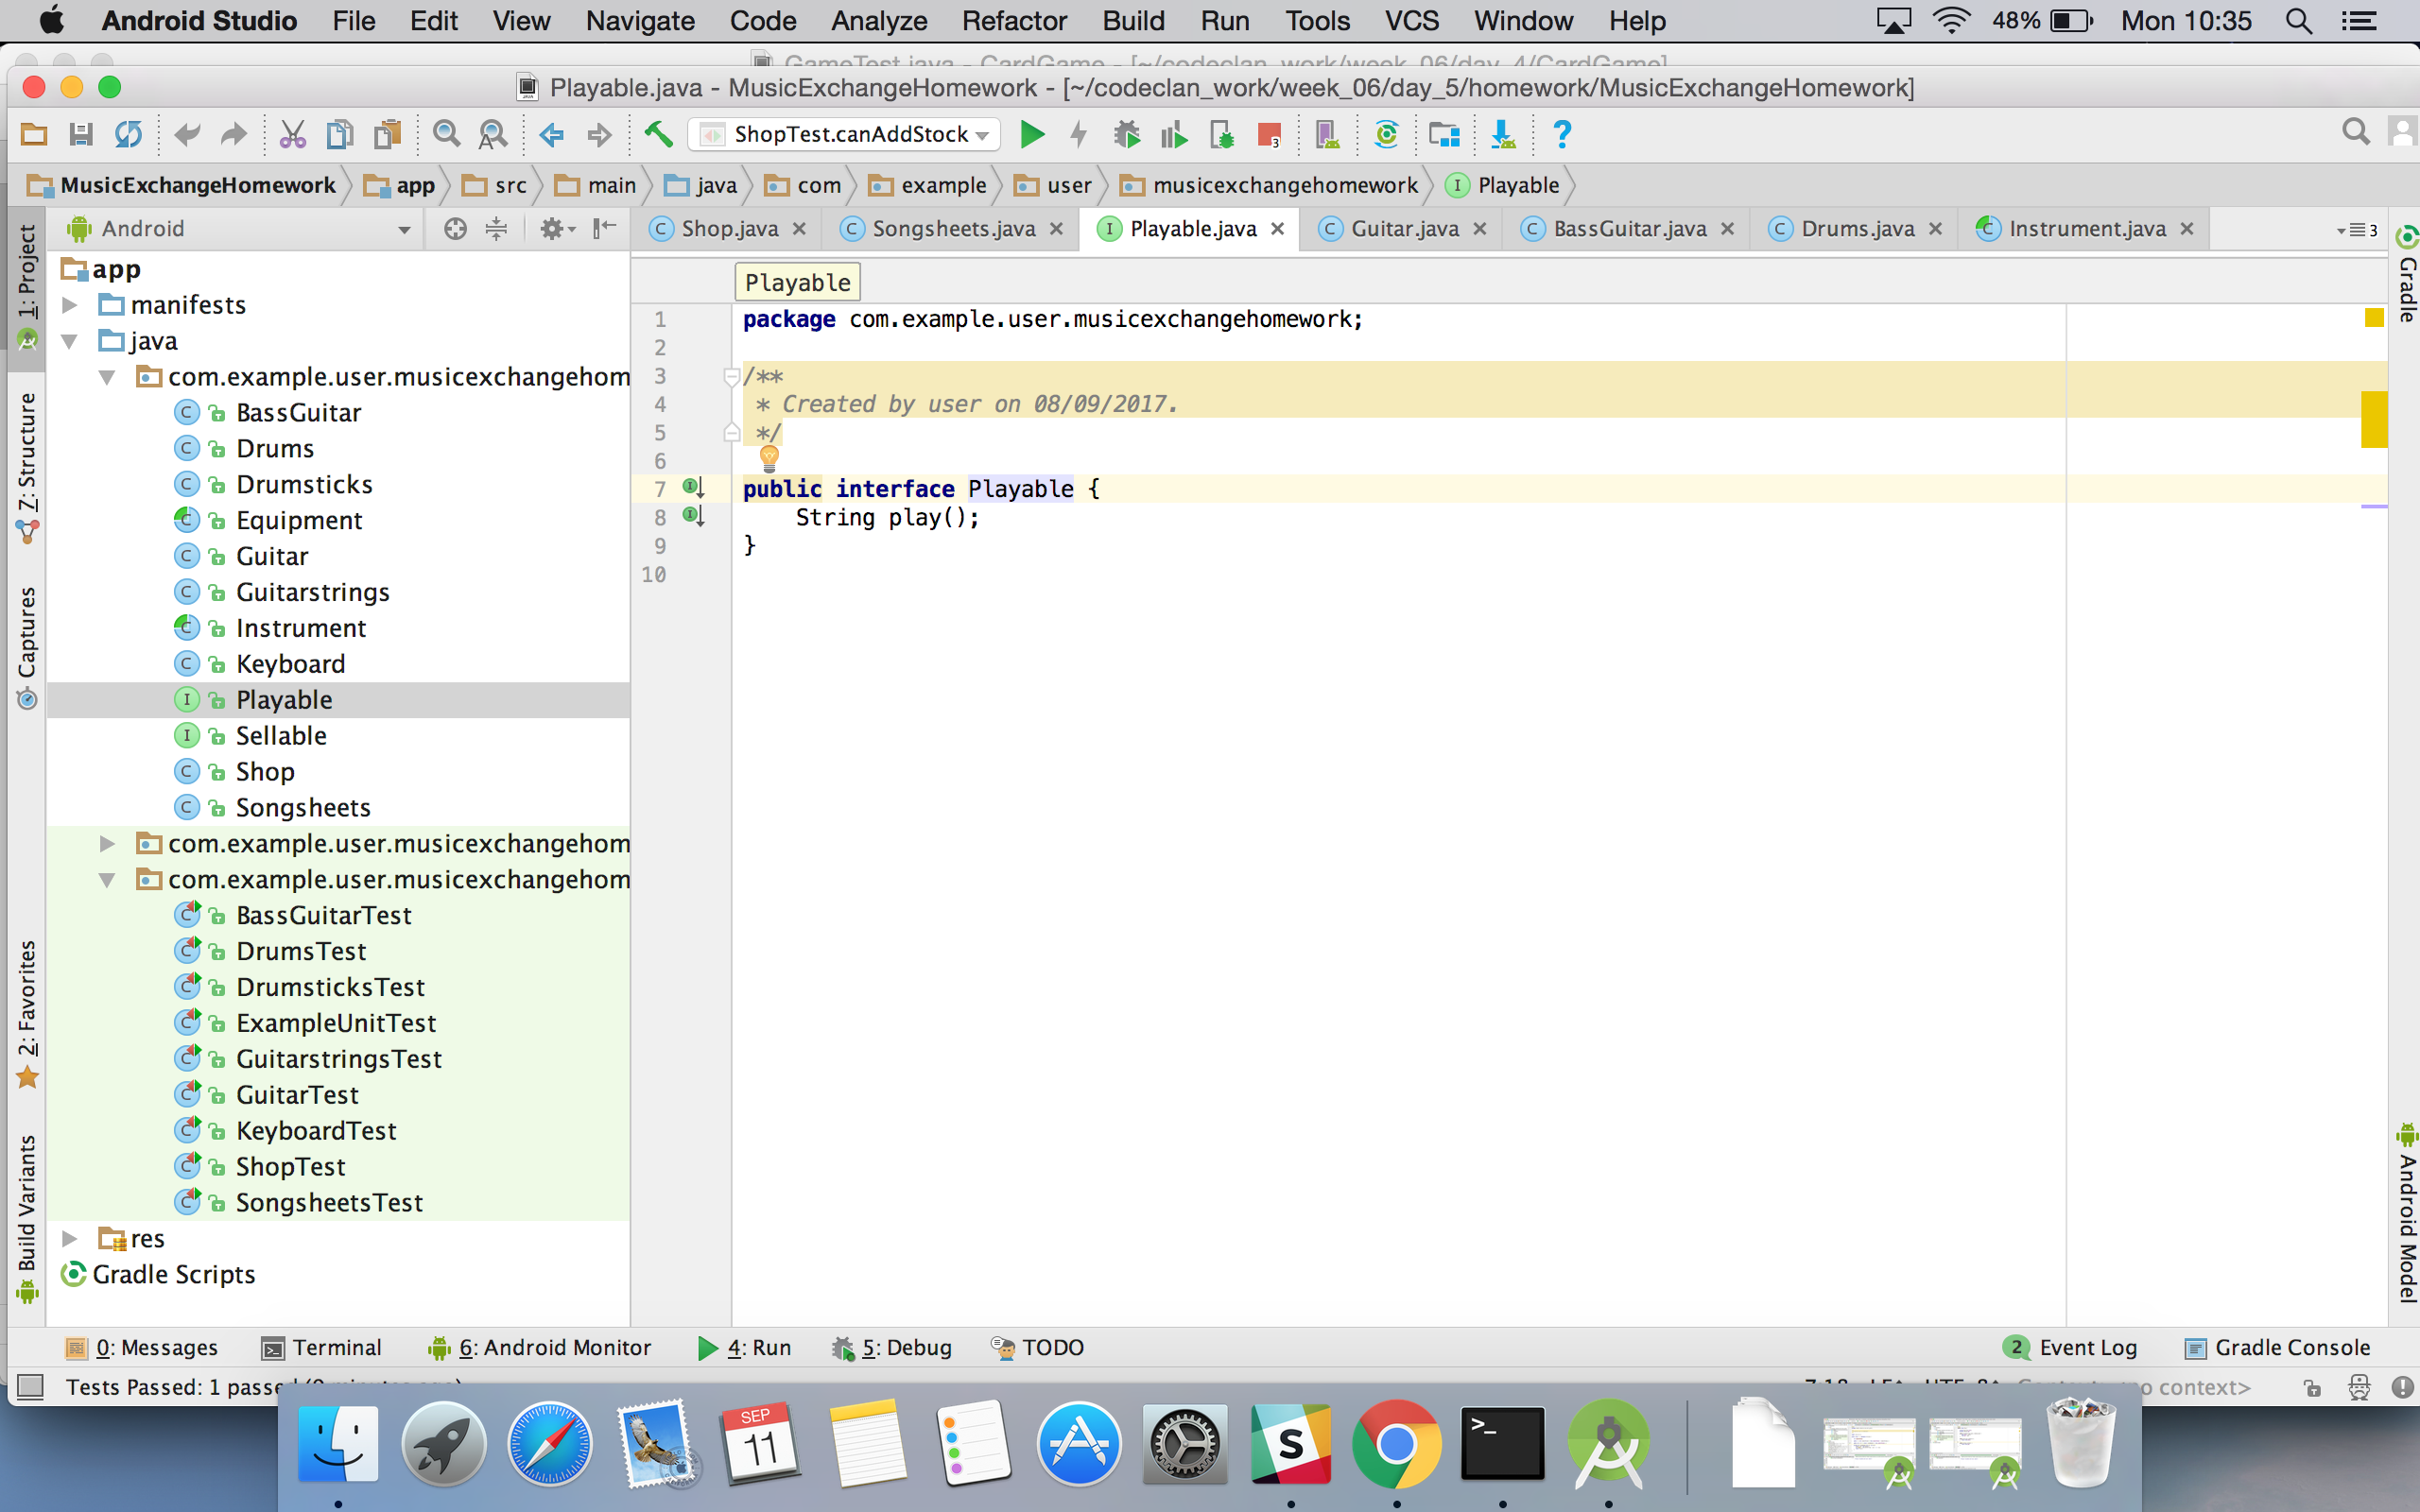 Android Studio File Edit View Navigate Code Analyze Refactor Build Run Tools VCS Window Help 48% Mon 10:35
GameTest.java - CardGame - [~/codeclan_work/week_06/day_4/CardGame]
Playable.java - MusicExchangeHomework - [~/codeclan_work/week_06/day_5/homework/MusicExchangeHomework]
ShopTest.canAddStock
MusicExchangeHomework app src main java com example user musicexchangehomework Playable
Android
Shop.java Songsheets.java Playable.java Guitar.java BassGuitar.java Drums.java Instrument.java 3
1: Project
7: Structure
Captures
2: Favorites
Build Variants
app
manifests
java
com.example.user.musicexchangehom
BassGuitar
Drums
Drumsticks
Equipment
Guitar
Guitarstrings
Instrument
Keyboard
Playable
Sellable
Shop
Songsheets
com.example.user.musicexchangehom
com.example.user.musicexchangehom
BassGuitarTest
DrumsTest
DrumsticksTest
ExampleUnitTest
GuitarstringsTest
GuitarTest
KeyboardTest
ShopTest
SongsheetsTest
res
Gradle Scripts
Playable
1 package com.example.user.musicexchangehomework;
2
3 /**
4 * Created by user on 08/09/2017.
5 */
6
7 public interface Playable {
8 String play();
9 }
10
Gradle
Android Model
0: Messages Terminal 6: Android Monitor 4: Run 5: Debug TODO 2 Event Log Gradle Console
Tests Passed: 1 passed
context>
SEP
11